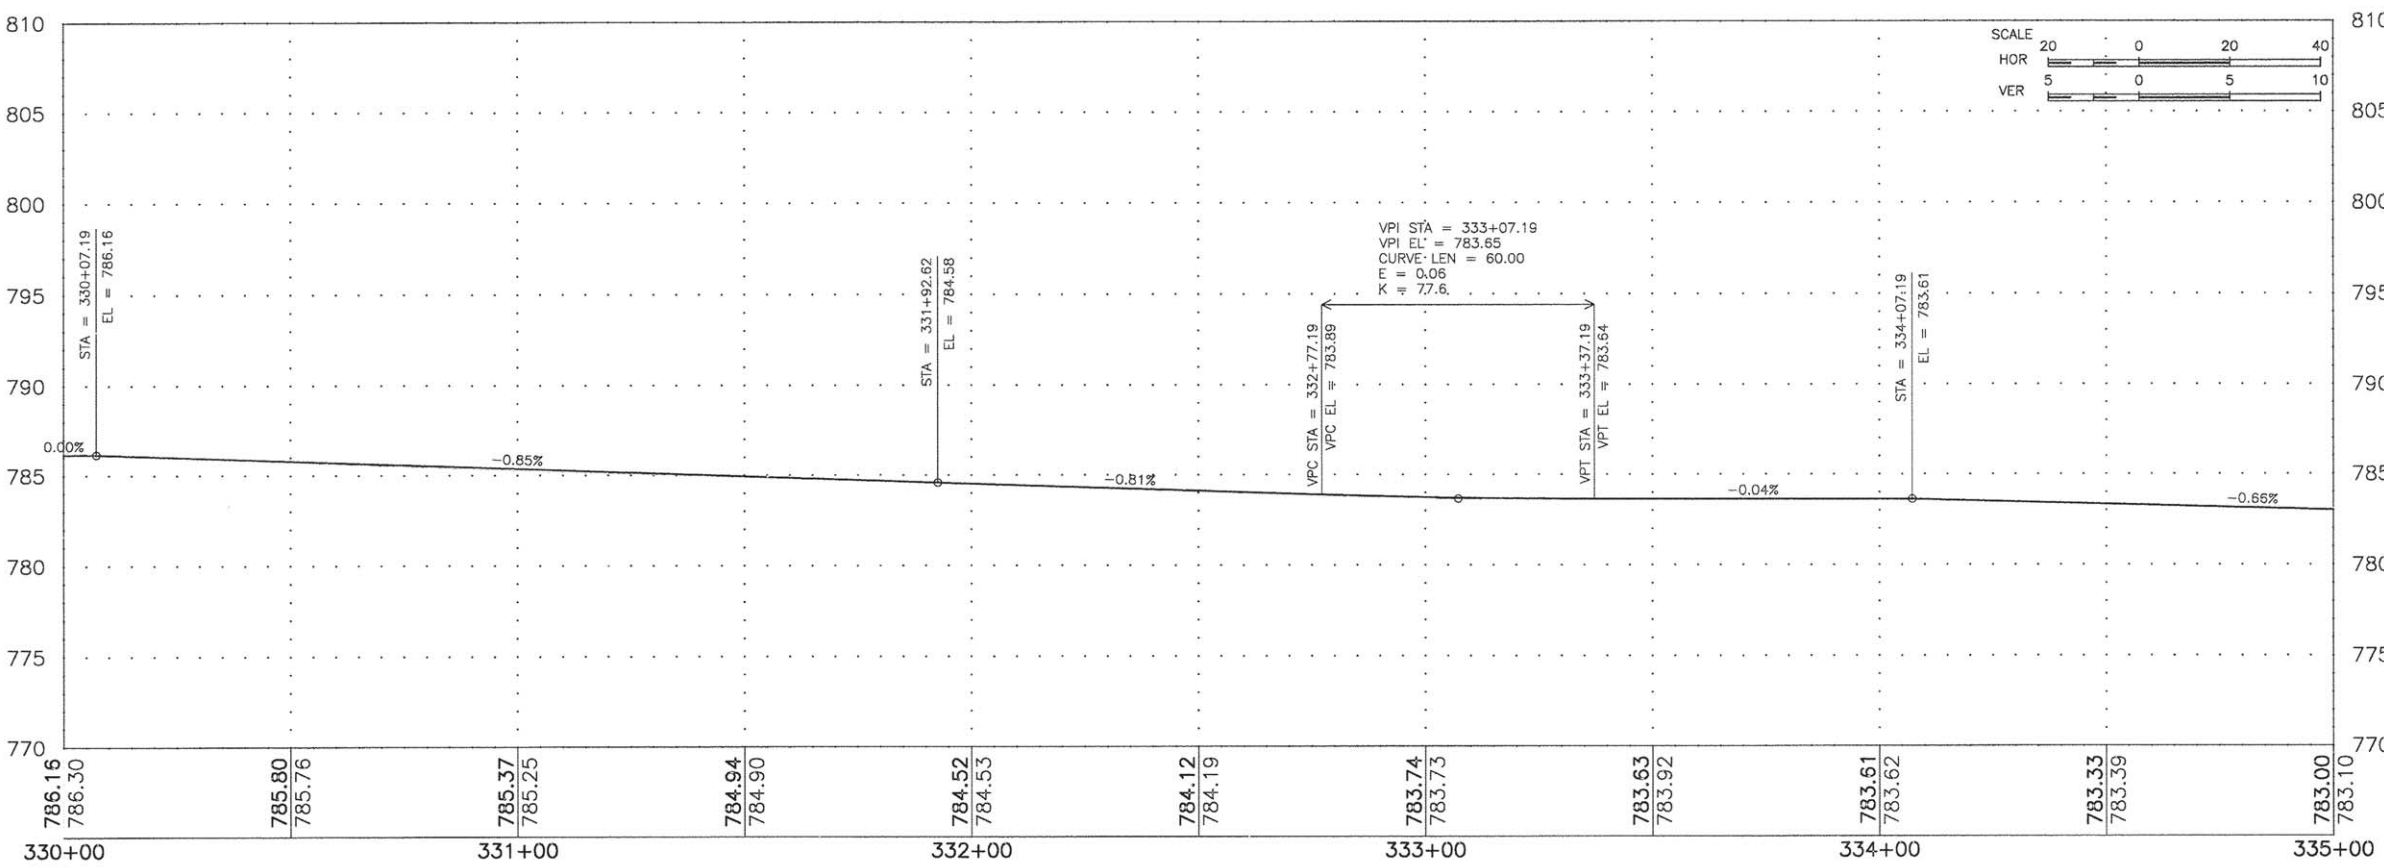 810
805
800
795
790
785
780
775
770
810
805
800
795
790
785
780
775
770
SCALE
20 0 20 40
HOR
5 0 5 10
VER
STA = 330+07.19
EL = 786.16
STA = 331+92.62
EL = 784.58
VPI STA = 333+07.19
VPI EL = 783.65
CURVE LEN = 60.00
E = 0.06
K = 77.6
VPC STA = 332+77.19
VPC EL = 783.89
VPT STA = 333+37.19
VPT EL = 783.64
STA = 334+07.19
EL = 783.61
0.00%
-0.85%
-0.81%
-0.04%
-0.66%
786.16
786.30
785.80
785.76
785.37
785.25
784.94
784.90
784.52
784.53
784.12
784.19
783.74
783.73
783.63
783.92
783.61
783.62
783.33
783.39
783.00
783.10
330+00 331+00 332+00 333+00 334+00 335+00